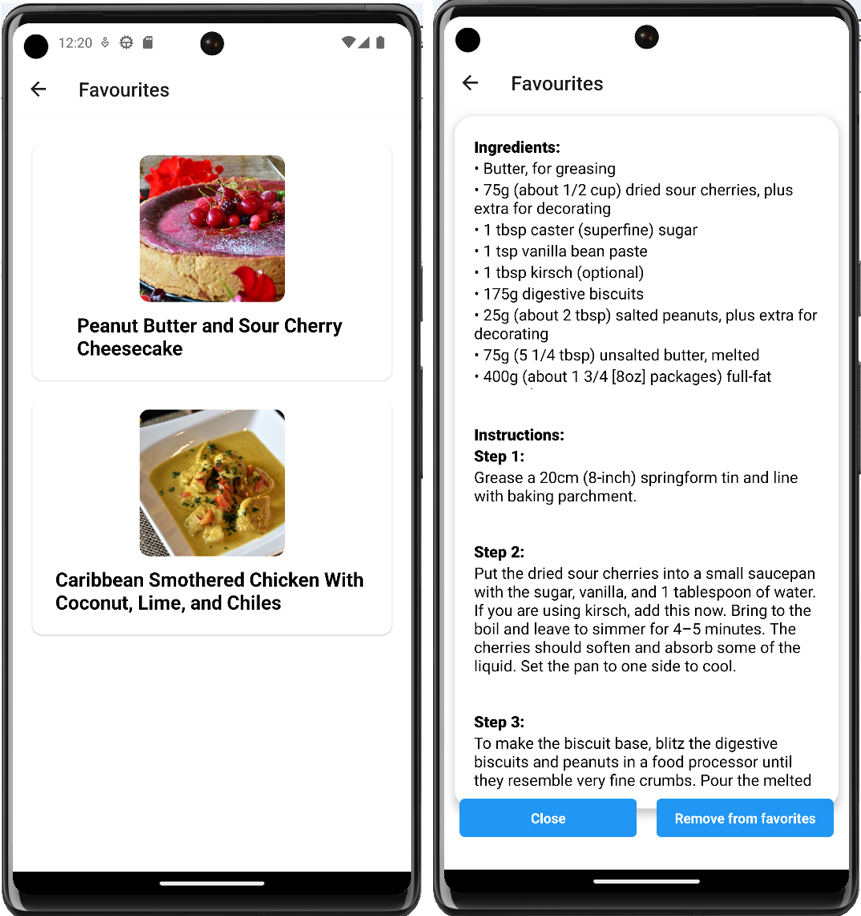 12:20
Favourites
Peanut Butter and Sour Cherry
Cheesecake
Caribbean Smothered Chicken With
Coconut, Lime, and Chiles
Favourites
Ingredients:
• Butter, for greasing
• 75g (about 1/2 cup) dried sour cherries, plus
extra for decorating
• 1 tbsp caster (superfine) sugar
• 1 tsp vanilla bean paste
• 1 tbsp kirsch (optional)
• 175g digestive biscuits
• 25g (about 2 tbsp) salted peanuts, plus extra for
decorating
• 75g (5 1/4 tbsp) unsalted butter, melted
• 400g (about 1 3/4 [8oz] packages) full-fat
Instructions:
Step 1:
Grease a 20cm (8-inch) springform tin and line
with baking parchment.
Step 2:
Put the dried sour cherries into a small saucepan
with the sugar, vanilla, and 1 tablespoon of water.
If you are using kirsch, add this now. Bring to the
boil and leave to simmer for 4–5 minutes. The
cherries should soften and absorb some of the
liquid. Set the pan to one side to cool.
Step 3:
To make the biscuit base, blitz the digestive
biscuits and peanuts in a food processor until
they resemble very fine crumbs. Pour the melted
Close
Remove from favorites